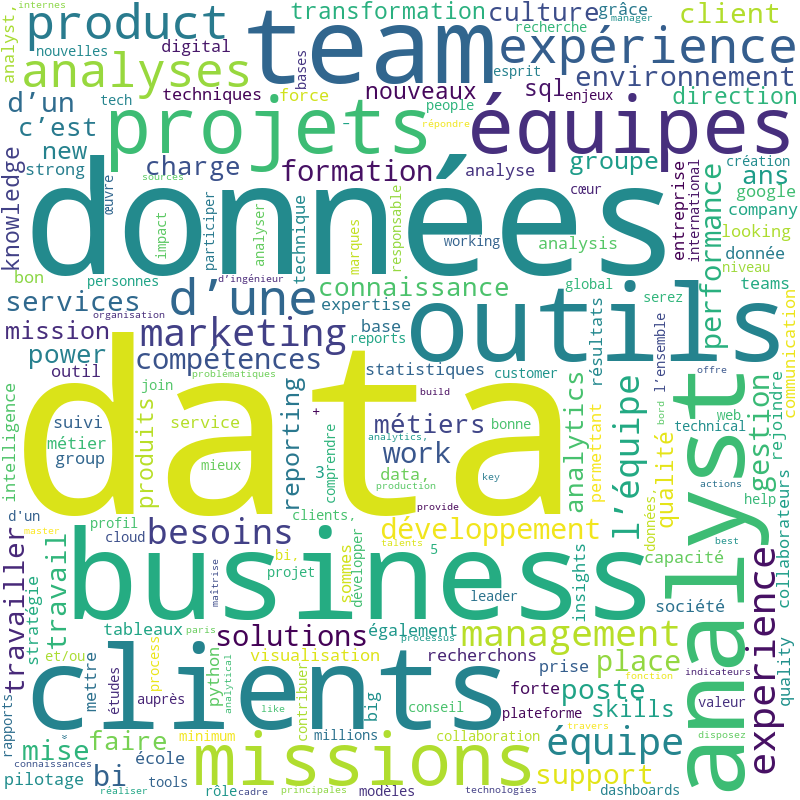 internes
product
team
transformation
culture
grâce
manager
client
analyst,
nouvelles
digital
bases
recherche
expérience
analyses
esprit
environnement
d’un
tech
techniques
force
nouveaux
people
sql
enjeux
direction
c’est
projets
répondre
équipes
new
strong
charge
formation
analyse
groupe
création
ans
knowledge
sources
données
cœur
entreprise
international
performance
google
company
looking
œuvre
impact
participer
analyser
technique
marques
responsable
working
analysis
donnée
niveau
bon
personnes
d’ingénieur
connaissance
global
serez
teams
services
organisation
d’une
expertise
outils
mission
marketing
base
reports
résultats
l’ensemble
communication
power
compétences
statistiques
customer
offre
outil
join
problématiques
data
build
analyst
intelligence
suivi
produits
service
reporting
+
métiers
bonne
analytics
l’équipe
bord
web
rejoindre
métier
analytics,
technical
group
mieux
3
comprendre
work
permettant
qualité
gestion
data,
production
key
actions
help
d'un
profil
clients,
provide
données,
collaborateurs
master
cloud
besoins
développement
best
travailler
travail
bi,
talents
5
capacité
stratégie
projet
maîtrise
business
sommes
développer
leader
insights
société
tableaux
paris
solutions
également
processus
management
experience
et/ou
process
visualisation
recherchons
prise
place
indicateurs
quality
mettre
études
auprès
python
analytical
clients
contribuer
big
forte
poste
fonction
valeur
rapports
like
conseil
plateforme
skills
mise
faire
minimum
millions
collaboration
travers
disposez
connaissances
école
missions
équipe
pilotage
bi
tools
support
réaliser
rôle
cadre
principales
modèles
technologies
dashboards